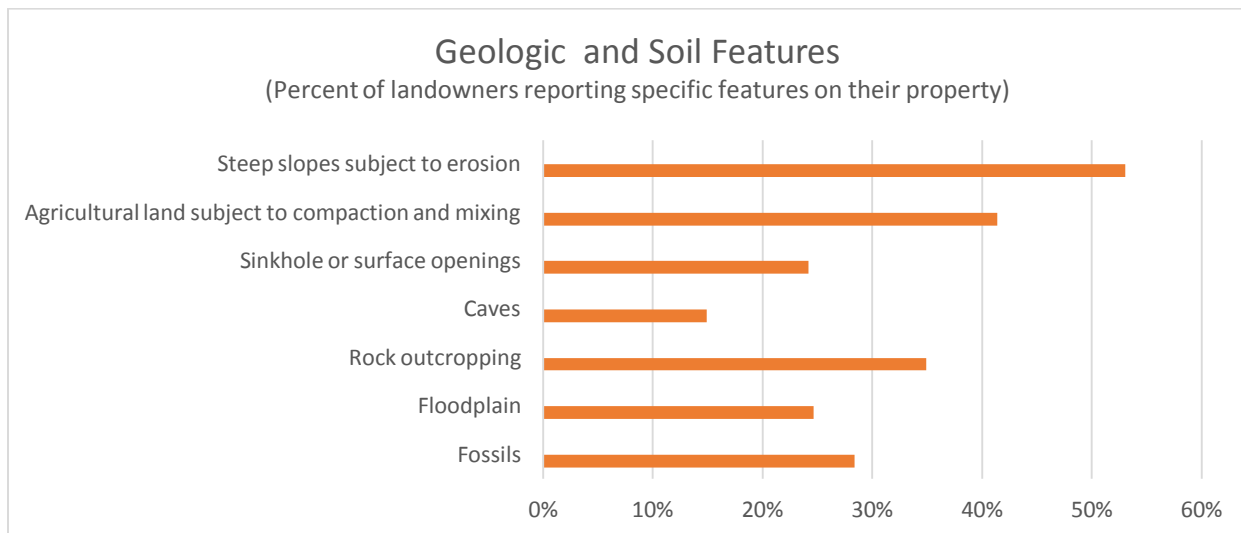 Geologic  and Soil Features
(Percent of landowners reporting specific features on their property)
Steep slopes subject to erosion
Agricultural land subject to compaction and mixing
Sinkhole or surface openings
Caves
Rock outcropping
Floodplain
Fossils
0% 10% 20% 30% 40% 50% 60%